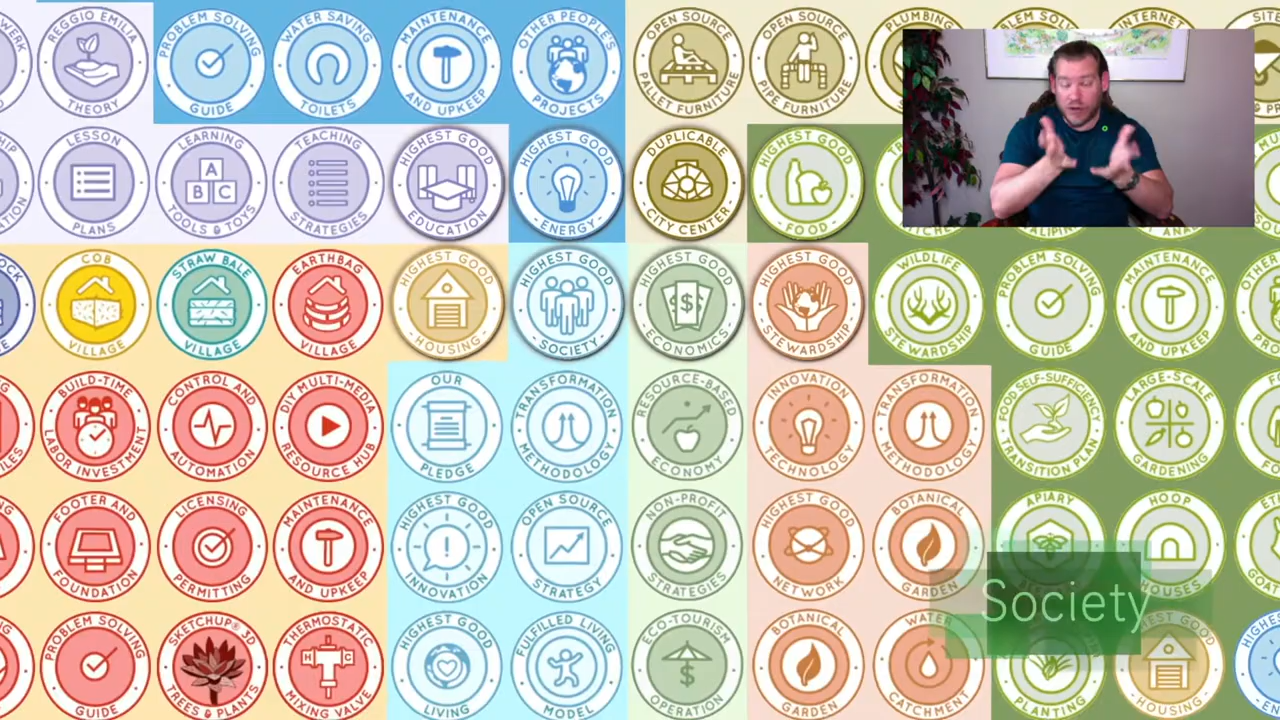 REGGIO EMILIA THEORY
PROBLEM SOLVING GUIDE
WATER SAVING TOILETS
MAINTENANCE AND UPKEEP
OTHER PEOPLE'S PROJECTS
OPEN SOURCE PALLET FURNITURE
OPEN SOURCE PIPE FURNITURE
PLUMBING
INTERNET
LESSON PLANS
LEARNING TOOLS & TOYS
A
B C
TEACHING STRATEGIES
HIGHEST GOOD EDUCATION
HIGHEST GOOD ENERGY
DUPLICABLE CITY CENTER
HIGHEST GOOD FOOD
COB VILLAGE
STRAW BALE VILLAGE
EARTHBAG VILLAGE
HIGHEST GOOD HOUSING
HIGHEST GOOD SOCIETY
HIGHEST GOOD ECONOMICS
HIGHEST GOOD STEWARDSHIP
WILDLIFE STEWARDSHIP
PROBLEM SOLVING GUIDE
MAINTENANCE AND UPKEEP
BUILD-TIME LABOR INVESTMENT
CONTROL AND AUTOMATION
DIY MULTI-MEDIA RESOURCE HUB
OUR PLEDGE
TRANSFORMATION METHODOLOGY
RESOURCE-BASED ECONOMY
INNOVATION TECHNOLOGY
TRANSFORMATION METHODOLOGY
FOOD SELF-SUFFICIENCY TRANSITION PLAN
LARGE-SCALE GARDENING
FOOTER AND FOUNDATION
LICENSING PERMITTING
MAINTENANCE AND UPKEEP
HIGHEST GOOD INNOVATION
OPEN SOURCE STRATEGY
NON-PROFIT STRATEGIES
HIGHEST GOOD NETWORK
BOTANICAL GARDEN
APIARY
HOOP HOUSES
Society
PROBLEM SOLVING GUIDE
SKETCHUP® 3D TREES & PLANTS
THERMOSTATIC MIXING VALVE
H C
HIGHEST GOOD LIVING
FULFILLED LIVING MODEL
ECO-TOURISM OPERATION
BOTANICAL GARDEN
WATER CATCHMENT
PLANTING
HIGHEST GOOD HOUSING